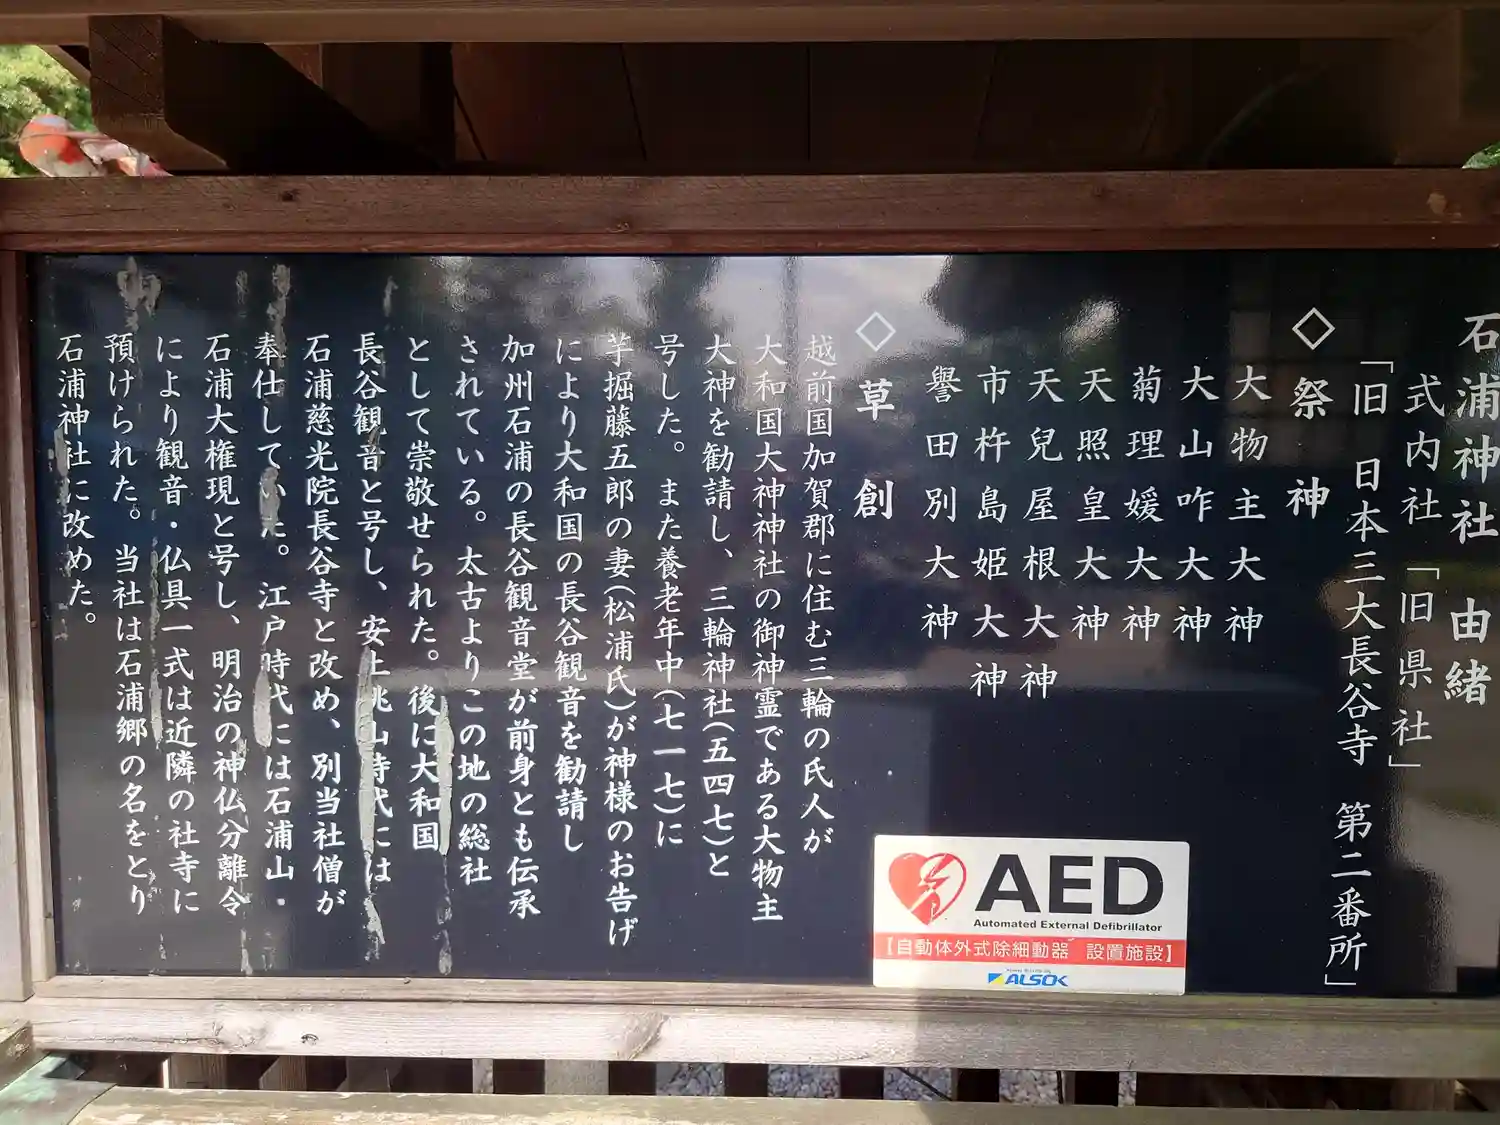 石浦神社 由緒
式内社「旧県社」
「旧 日本三大長谷寺 第二番所」
◇祭神
大物主大神
大山咋大神
菊理媛大神
天照皇大神
天兒屋根大神
市杵島姫大神
譽田別大神
◇草創
越前国加賀郡に住む三輪の氏人が
大和国大神神社の御神霊である大物主
大神を勧請し、三輪神社(五四七)と
号した。また養老年中(七一七)に
芋掘藤五郎の妻(松浦氏)が神様のお告げ
により大和国の長谷観音を勧請し
加州石浦の長谷観音堂が前身とも伝承
されている。太古よりこの地の総社
として崇敬せられた。後に大和国
長谷観音と号し、安土桃山時代には
石浦慈光院長谷寺と改め、別当社僧が
奉仕していた。江戸時代には石浦山・
石浦大権現と号し、明治の神仏分離令
により観音・仏具一式は近隣の社寺に
預けられた。当社は石浦郷の名をとり
石浦神社に改めた。
AED
Automated External Defibrillator
【自動体外式除細動器 設置施設】
ALSOK